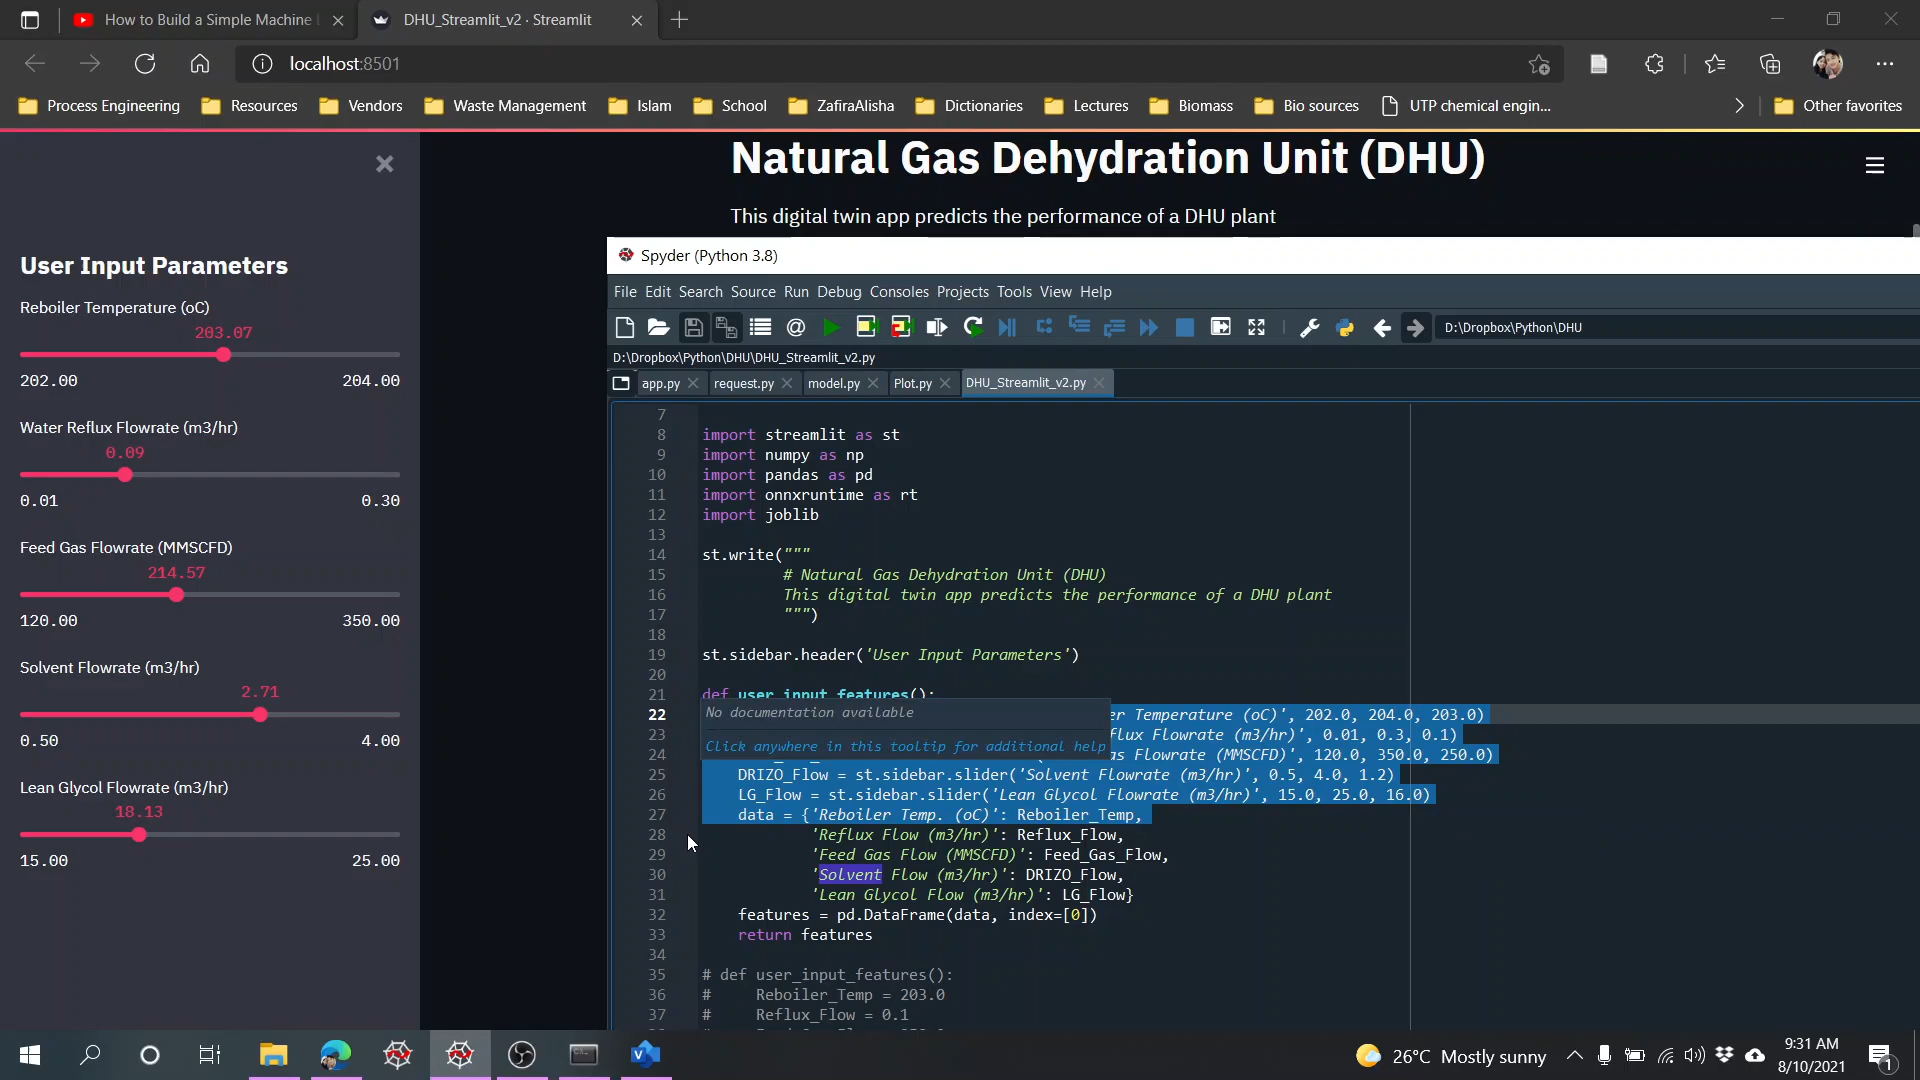 How to Build a Simple Machine L
DHU_Streamlit_v2 · Streamlit
localhost:8501
Process Engineering
Resources
Vendors
Waste Management
Islam
School
ZafiraAlisha
Dictionaries
Lectures
Biomass
Bio sources
UTP chemical engin...
Other favorites
User Input Parameters
Reboiler Temperature (oC)
203.07
202.00 204.00
Water Reflux Flowrate (m3/hr)
0.09
0.01 0.30
Feed Gas Flowrate (MMSCFD)
214.57
120.00 350.00
Solvent Flowrate (m3/hr)
2.71
0.50 4.00
Lean Glycol Flowrate (m3/hr)
18.13
15.00 25.00
Natural Gas Dehydration Unit (DHU)
This digital twin app predicts the performance of a DHU plant
Spyder (Python 3.8)
File Edit Search Source Run Debug Consoles Projects Tools View Help
D:\Dropbox\Python\DHU
D:\Dropbox\Python\DHU\DHU_Streamlit_v2.py
app.py request.py model.py Plot.py DHU_Streamlit_v2.py
7
8 import streamlit as st
9 import numpy as np
10 import pandas as pd
11 import onnxruntime as rt
12 import joblib
13
14 st.write("""
15 # Natural Gas Dehydration Unit (DHU)
16 This digital twin app predicts the performance of a DHU plant
17 """)
18
19 st.sidebar.header('User Input Parameters')
20
21 def user_input_features():
No documentation available
Click anywhere in this tooltip for additional help
22 er Temperature (oC)', 202.0, 204.0, 203.0)
23 flux Flowrate (m3/hr)', 0.01, 0.3, 0.1)
24 as Flowrate (MMSCFD)', 120.0, 350.0, 250.0)
25 DRIZO_Flow = st.sidebar.slider('Solvent Flowrate (m3/hr)', 0.5, 4.0, 1.2)
26 LG_Flow = st.sidebar.slider('Lean Glycol Flowrate (m3/hr)', 15.0, 25.0, 16.0)
27 data = {'Reboiler Temp. (oC)': Reboiler_Temp,
28 'Reflux Flow (m3/hr)': Reflux_Flow,
29 'Feed Gas Flow (MMSCFD)': Feed_Gas_Flow,
30 'Solvent Flow (m3/hr)': DRIZO_Flow,
31 'Lean Glycol Flow (m3/hr)': LG_Flow}
32 features = pd.DataFrame(data, index=[0])
33 return features
34
35 # def user_input_features():
36 # Reboiler_Temp = 203.0
37 # Reflux_Flow = 0.1
26°C Mostly sunny
9:31 AM
8/10/2021
1